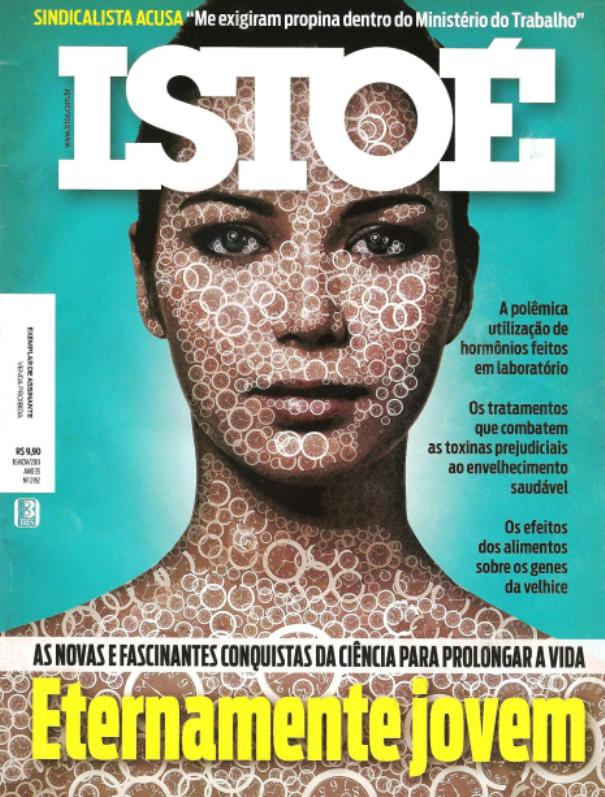 SINDICALISTA ACUSA “Me exigiram propina dentro do Ministério do Trabalho”
www.istoe.com.br
ISTOÉ
A polêmica
utilização de
hormônios feitos
em laboratório
EXEMPLAR DE ASSINANTE
VENDA PROIBIDA
Os tratamentos
que combatem
as toxinas prejudiciais
ao envelhecimento
saudável
R$ 9,90
16/NOV/2011
ANO 35
Nº 2192
3
TRÊS
Os efeitos
dos alimentos
sobre os genes
da velhice
AS NOVAS E FASCINANTES CONQUISTAS DA CIÊNCIA PARA PROLONGAR A VIDA
Eternamente jovem